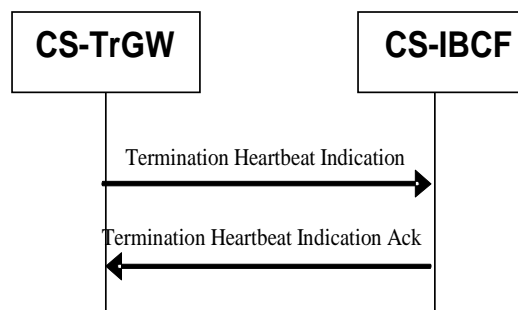 CS-TrGW
CS-IBCF
Termination Heartbeat Indication
Termination Heartbeat Indication Ack